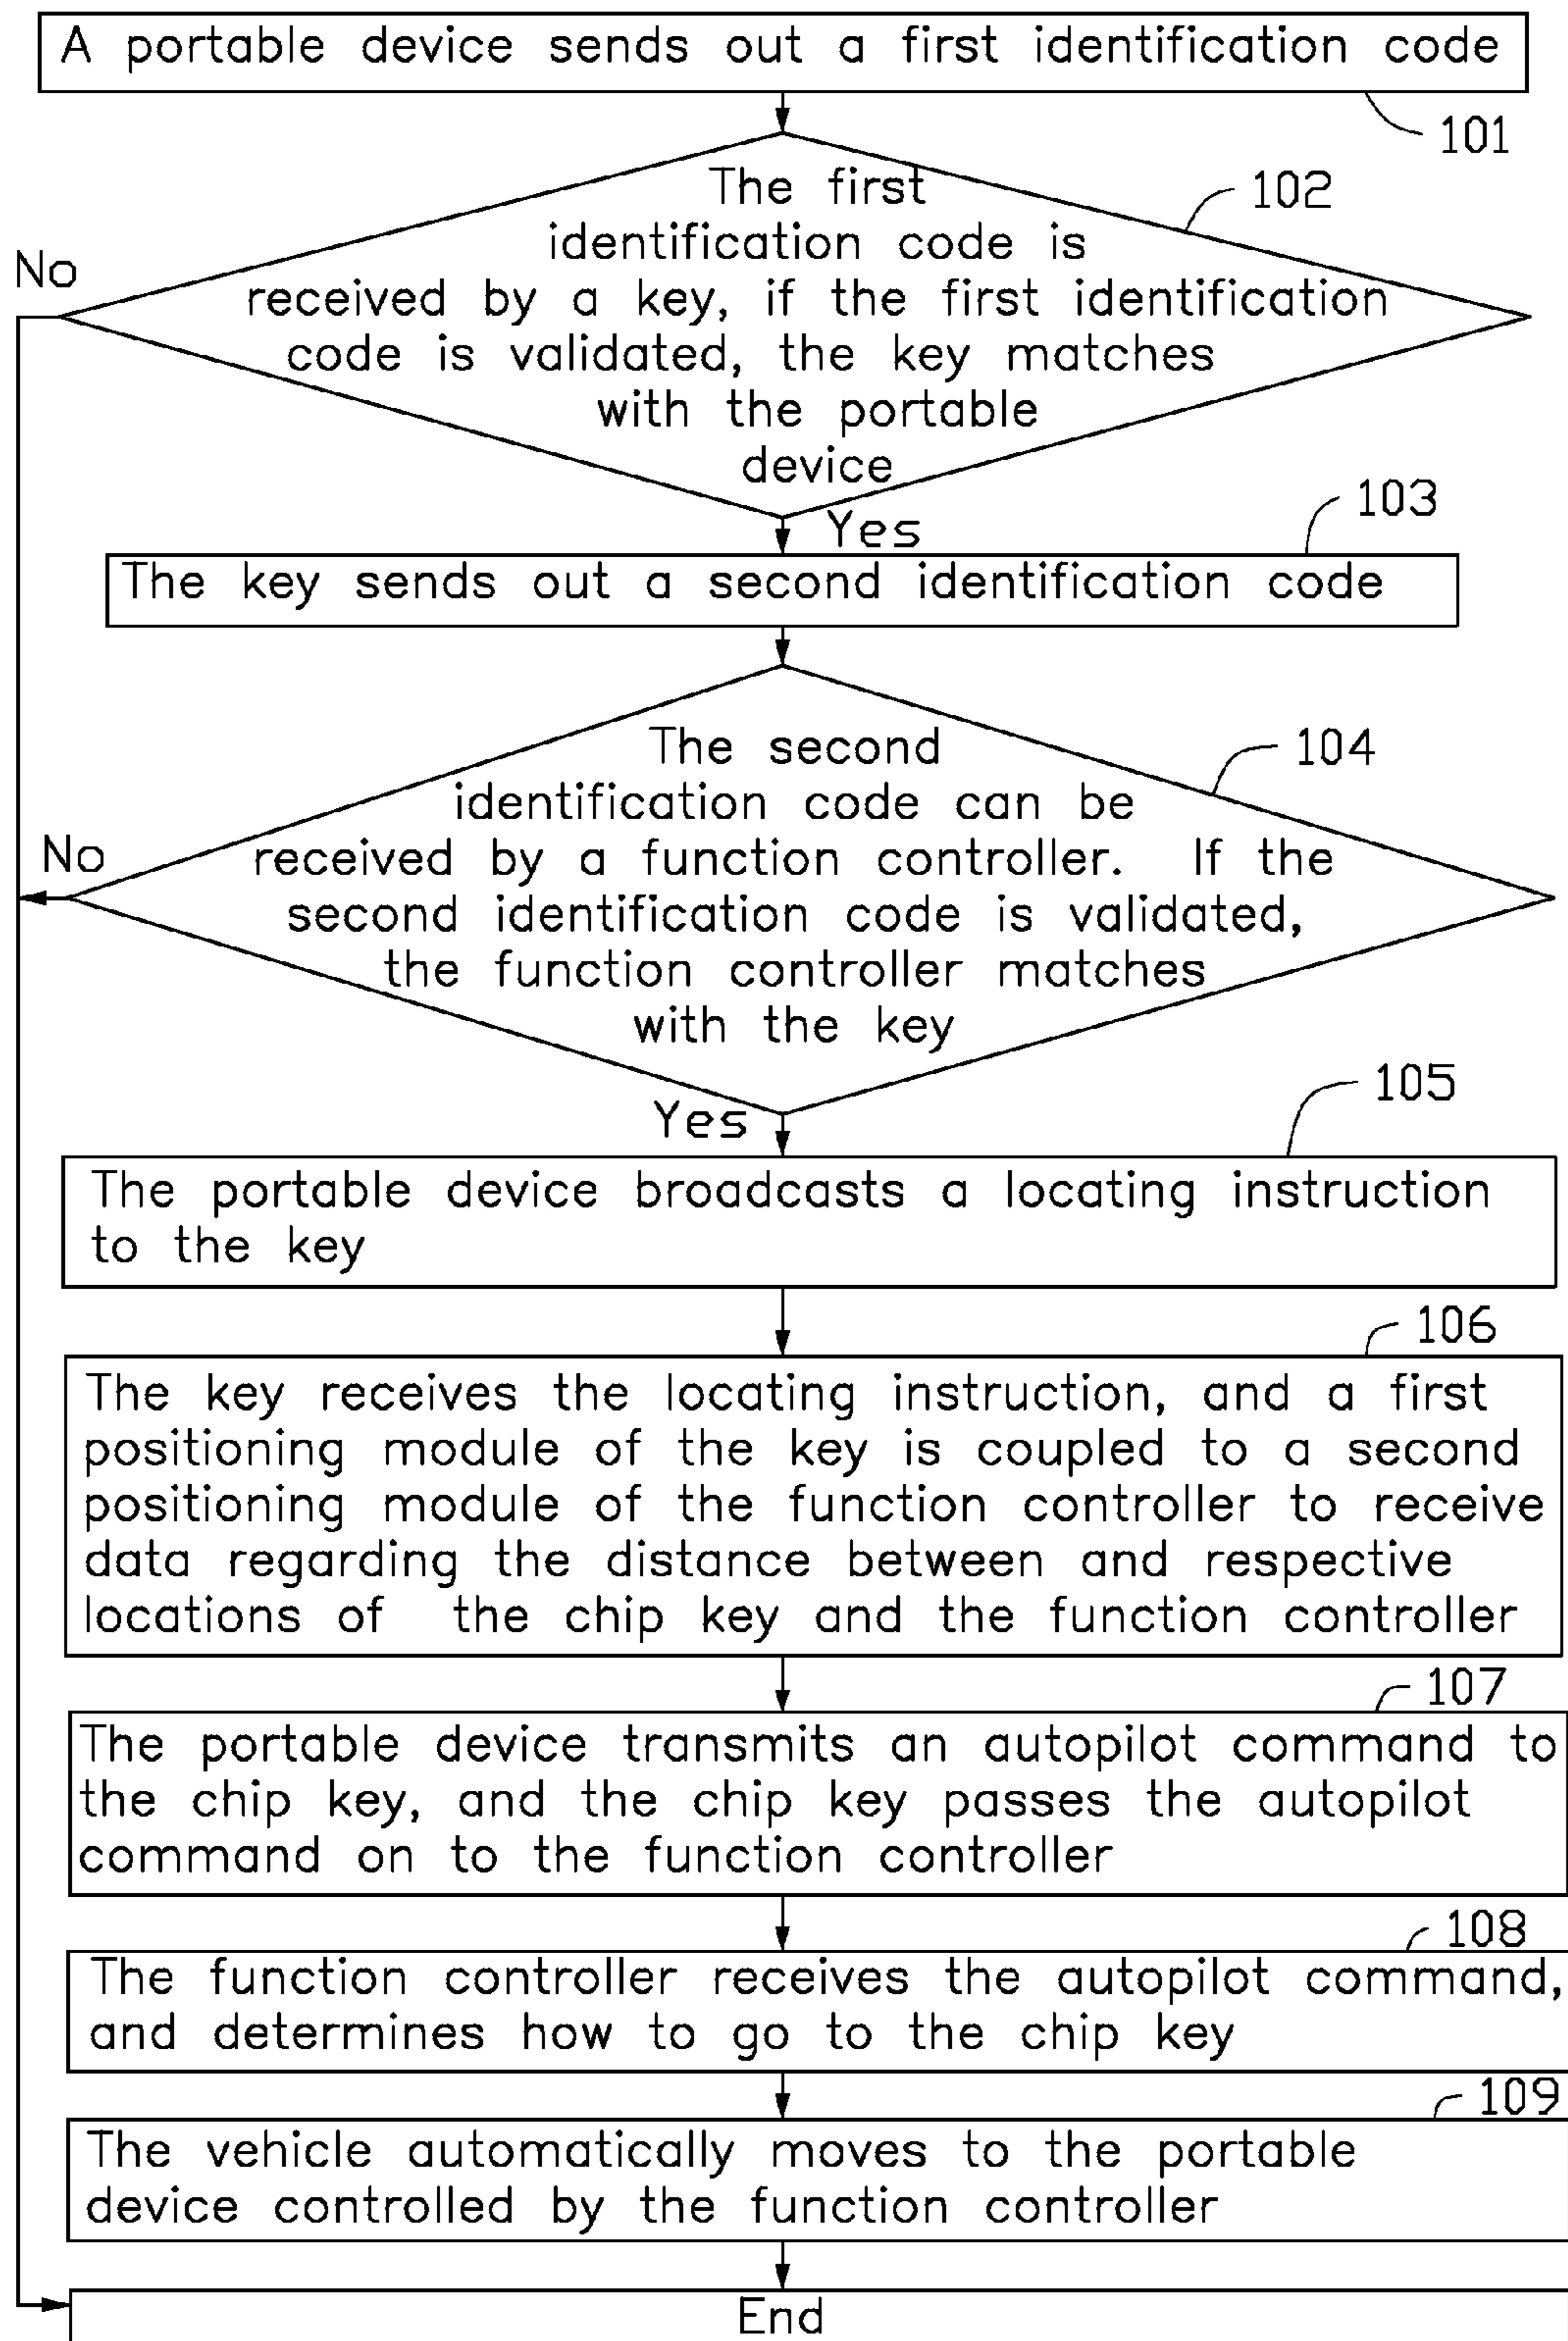 A portable device sends out a first identification code
101
The first
102
identification code is
No
received by a key, if the first identification
code is validated, the key matches
with the portable
device
103
Yes
The key sends out a second identification code
The second
104
identification code can be
No
received by a function controller. If the
second identification code is validated,
the function controller matches
with the key
105
Yes
The portable device broadcasts a locating instruction
to the key
106
The key receives the locating instruction, and a first
positioning module of the key is coupled to a second
positioning module of the function controller to receive
data regarding the distance between and respective
locations of the chip key and the function controller
107
The portable device transmits an autopilot command to
the chip key, and the chip key passes the autopilot
command on to the function controller
108
The function controller receives the autopilot command,
and determines how to go to the chip key
109
The vehicle automatically moves to the portable
device controlled by the function controller
End